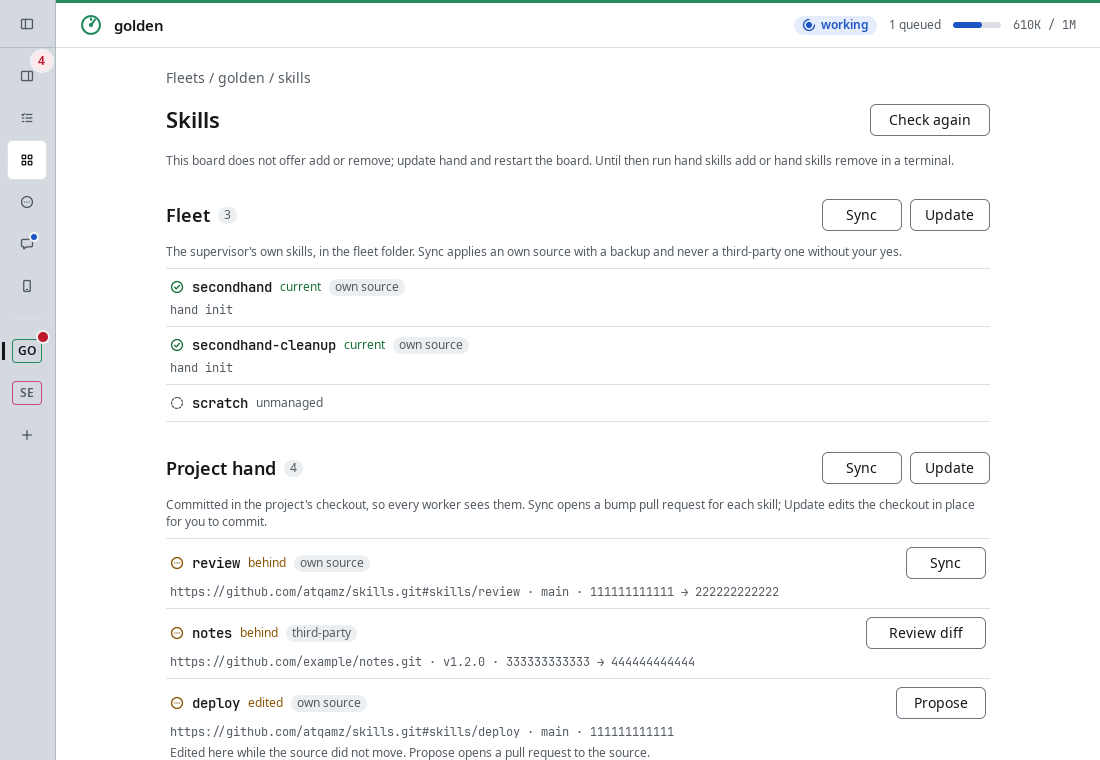 golden
working
1 queued
610K / 1M
4
Fleets / golden / skills
Skills
Check again
This board does not offer add or remove; update hand and restart the board. Until then run hand skills add or hand skills remove in a terminal.
Fleet 3
Sync
Update
The supervisor's own skills, in the fleet folder. Sync applies an own source with a backup and never a third-party one without your yes.
secondhand current own source
hand init
secondhand-cleanup current own source
hand init
scratch unmanaged
GO
SE
Project hand 4
Sync
Update
Committed in the project's checkout, so every worker sees them. Sync opens a bump pull request for each skill; Update edits the checkout in place
for you to commit.
review behind own source
Sync
https://github.com/atqamz/skills.git#skills/review · main · 111111111111 → 222222222222
notes behind third-party
Review diff
https://github.com/example/notes.git · v1.2.0 · 333333333333 → 444444444444
deploy edited own source
Propose
https://github.com/atqamz/skills.git#skills/deploy · main · 111111111111
Edited here while the source did not move. Propose opens a pull request to the source.